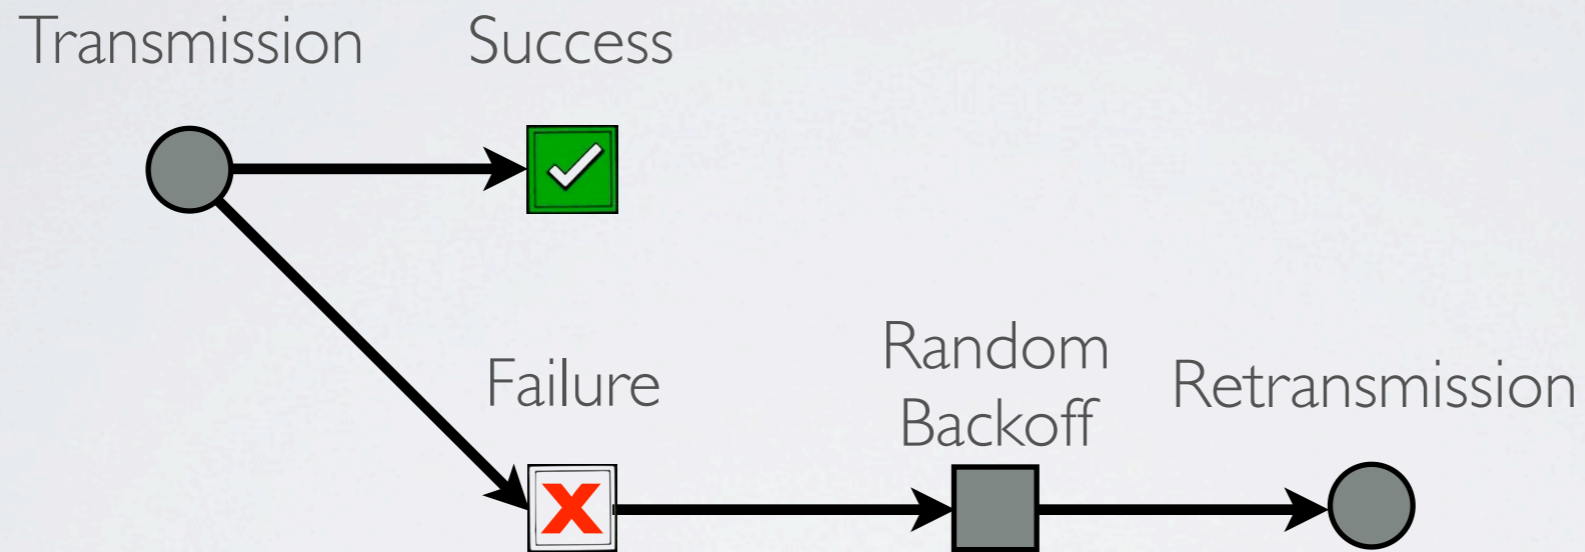 Transmission
Success
Failure
Random
Backoff
Retransmission